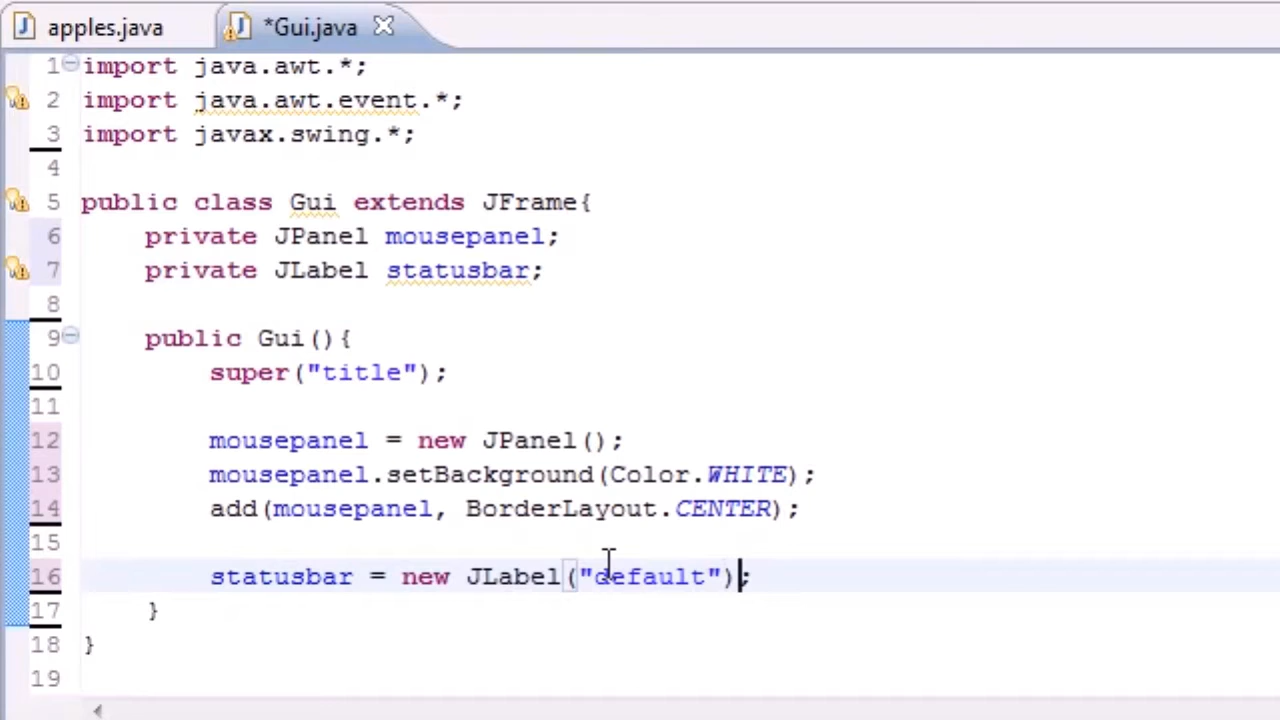 apples.java *Gui.java
1 import java.awt.*;
2 import java.awt.event.*;
3 import javax.swing.*;
4
5 public class Gui extends JFrame{
6 private JPanel mousepanel;
7 private JLabel statusbar;
8
9 public Gui(){
10 super("title");
11
12 mousepanel = new JPanel();
13 mousepanel.setBackground(Color.WHITE);
14 add(mousepanel, BorderLayout.CENTER);
15
16 statusbar = new JLabel("default");
17 }
18 }
19